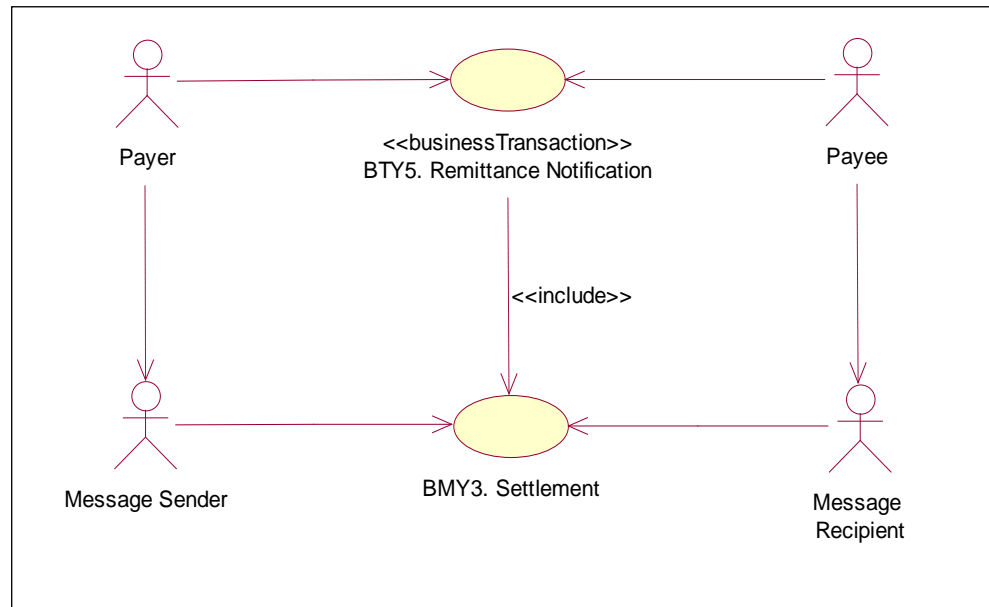 Payer
<<businessTransaction>>
BTY5. Remittance Notification
Payee
<<include>>
Message Sender
BMY3. Settlement
Message
Recipient